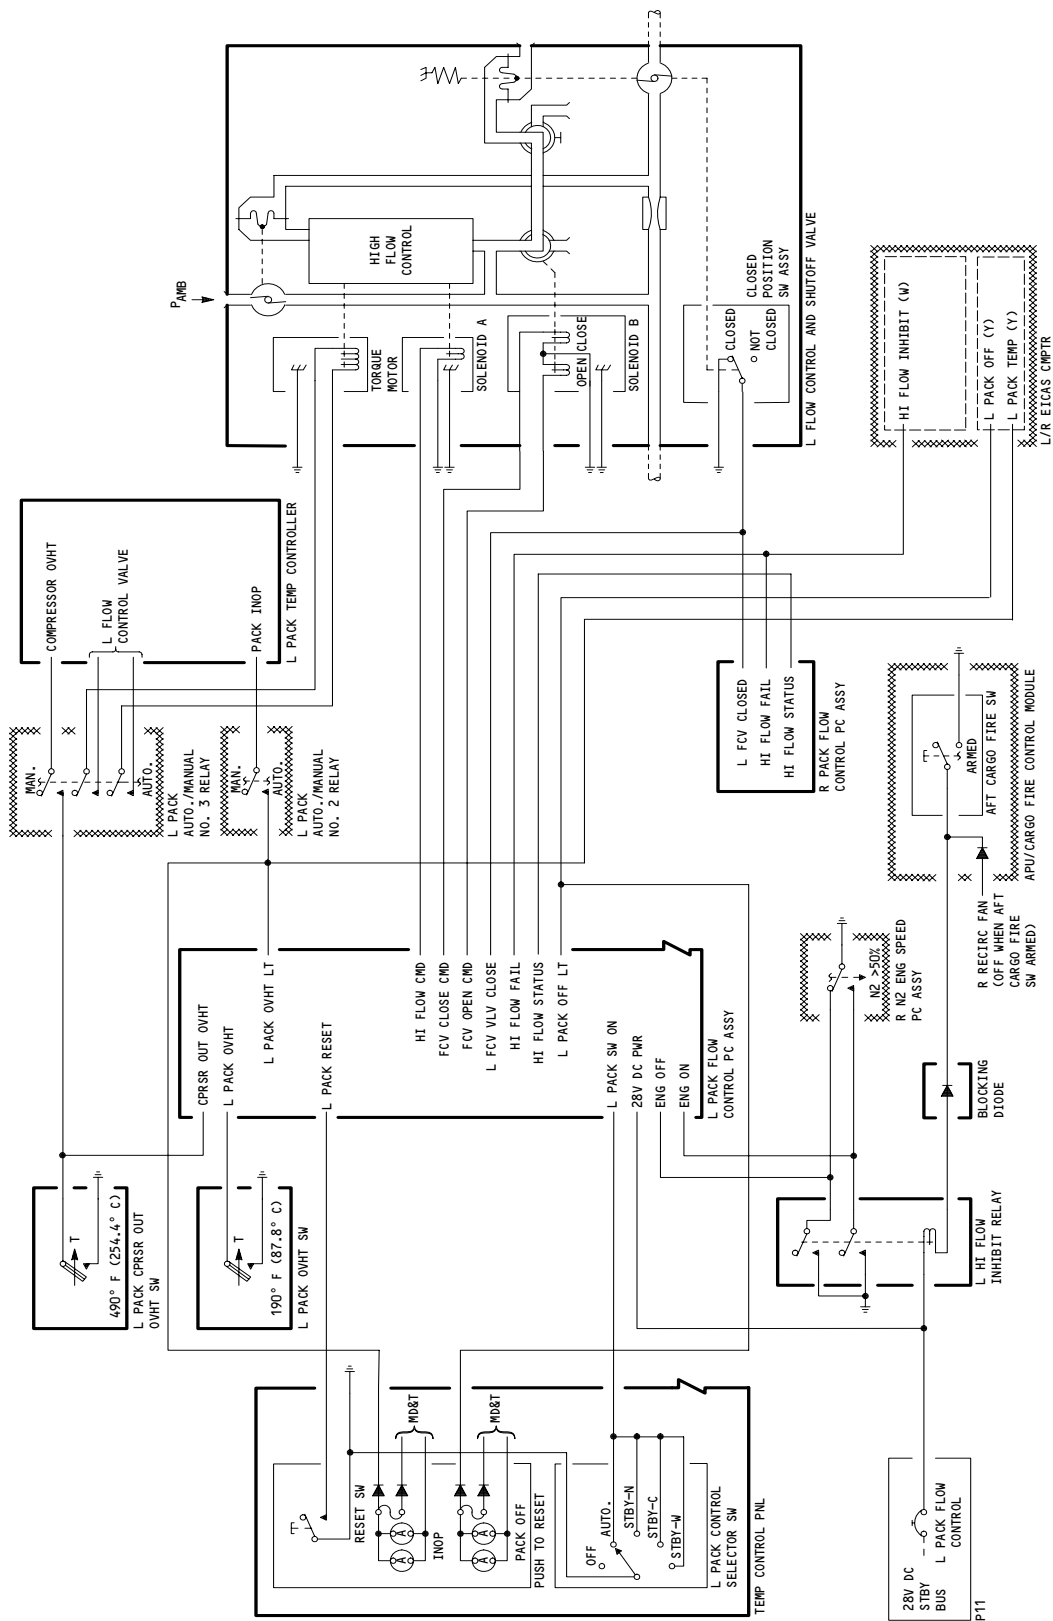 490° F (254.4° C)
T
L PACK CPRSR OUT
OVHT SW
190° F (87.8° C)
T
L PACK OVHT SW
MAN.
AUTO.
L PACK
AUTO./MANUAL
NO. 3 RELAY
MAN.
AUTO.
L PACK
AUTO./MANUAL
NO. 2 RELAY
COMPRESSOR OVHT
L FLOW
CONTROL VALVE
PACK INOP
L PACK TEMP CONTROLLER
PAMB
HIGH
FLOW
CONTROL
TORQUE
MOTOR
SOLENOID A
OPEN
CLOSE
SOLENOID B
CLOSED
NOT
CLOSED
CLOSED
POSITION
SW ASSY
L FLOW CONTROL AND SHUTOFF VALVE
CPRSR OUT OVHT
L PACK OVHT
L PACK OVHT LT
L PACK RESET
HI FLOW CMD
FCV CLOSE CMD
FCV OPEN CMD
L FCV VLV CLOSE
HI FLOW FAIL
HI FLOW STATUS
L PACK OFF LT
L PACK SW ON
28V DC PWR
ENG OFF
ENG ON
L PACK FLOW
CONTROL PC ASSY
RESET SW
A
A
INOP
MD&T
A
A
PACK OFF
MD&T
PUSH TO RESET
OFF
AUTO.
STBY-N
STBY-C
STBY-W
L PACK CONTROL
SELECTOR SW
TEMP CONTROL PNL
L FCV CLOSED
HI FLOW FAIL
HI FLOW STATUS
R PACK FLOW
CONTROL PC ASSY
HI FLOW INHIBIT (W)
L PACK OFF (Y)
L PACK TEMP (Y)
L/R EICAS CMPTR
28V DC
STBY
BUS
L PACK FLOW
CONTROL
P11
L HI FLOW
INHIBIT RELAY
N2 >50%
R N2 ENG SPEED
PC ASSY
BLOCKING
DIODE
R RECIRC FAN
(OFF WHEN AFT
CARGO FIRE
SW ARMED)
ARMED
AFT CARGO FIRE SW
APU/CARGO FIRE CONTROL MODULE